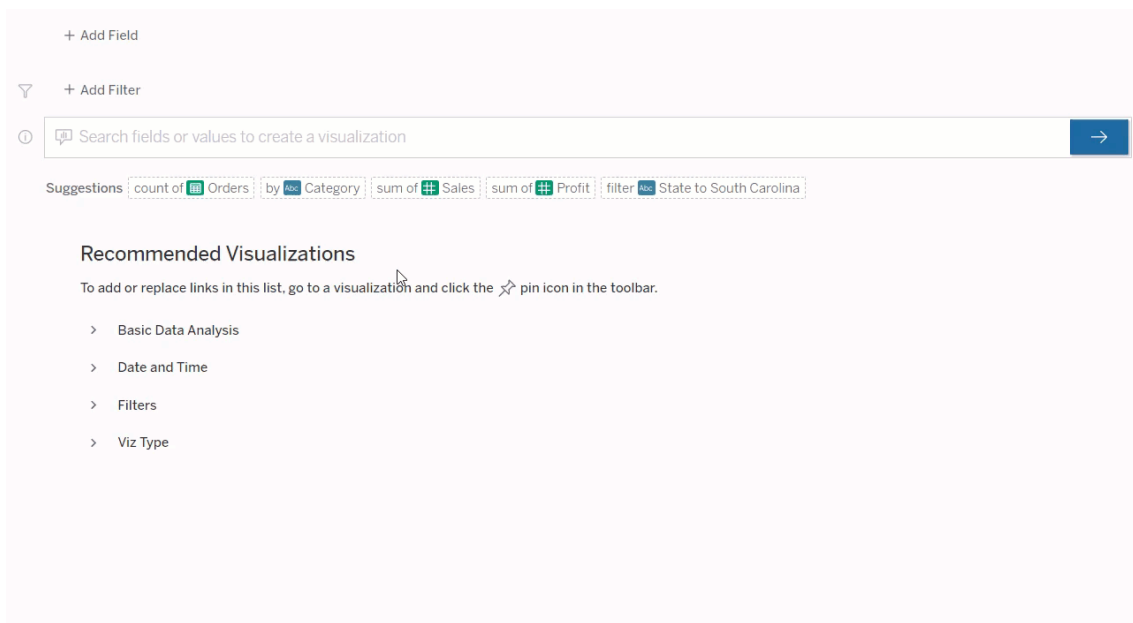 + Add Field
+ Add Filter
Search fields or values to create a visualization
Suggestions count of Orders by Abc Category sum of Sales sum of Profit filter Abc State to South Carolina
Recommended Visualizations
To add or replace links in this list, go to a visualization and click the pin icon in the toolbar.
Basic Data Analysis
Date and Time
Filters
Viz Type